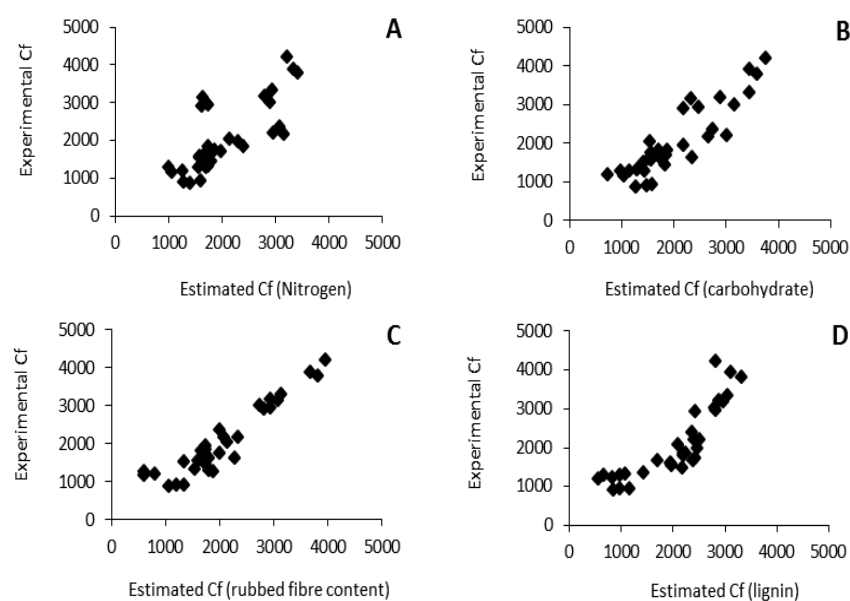 A
5000
4000
3000
2000
1000
0
Experimental Cf
0 1000 2000 3000 4000 5000
Estimated Cf (Nitrogen)
B
5000
4000
3000
2000
1000
0
Experimental Cf
0 1000 2000 3000 4000 5000
Estimated Cf (carbohydrate)
C
5000
4000
3000
2000
1000
0
Experimental Cf
0 1000 2000 3000 4000 5000
Estimated Cf (rubbed fibre content)
D
5000
4000
3000
2000
1000
0
Experimental Cf
0 1000 2000 3000 4000 5000
Estimated Cf (lignin)